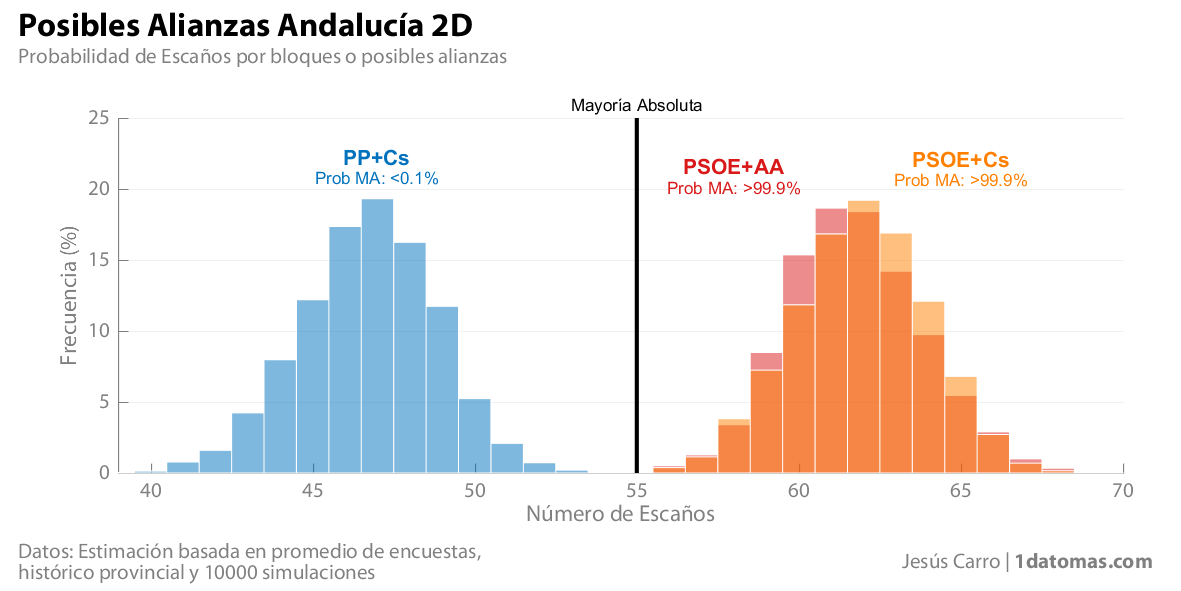 Posibles Alianzas Andalucía 2D
Probabilidad de Escaños por bloques o posibles alianzas
Mayoría Absoluta
25
20
15
10
5
0
Frecuencia (%)
PP+Cs
Prob MA: <0.1%
PSOE+AA
Prob MA: >99.9%
PSOE+Cs
Prob MA: >99.9%
40 45 50 55 60 65 70
Número de Escaños
Datos: Estimación basada en promedio de encuestas,
histórico provincial y 10000 simulaciones
Jesús Carro | 1datomas.com